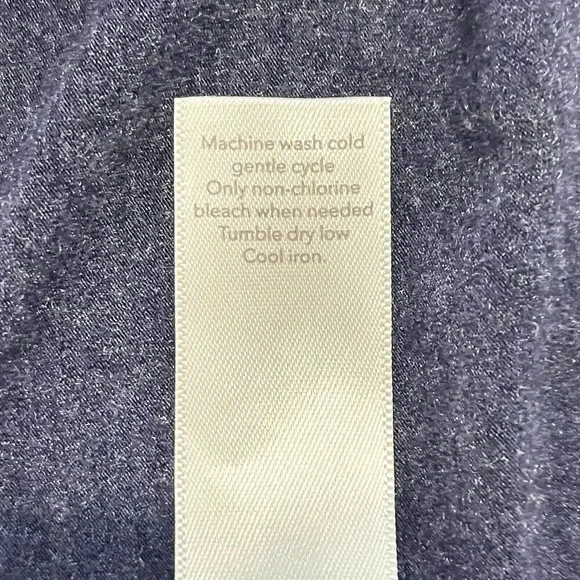 Machine wash cold
gentle cycle
Only non-chlorine
bleach when needed
Tumble dry low
Cool iron.